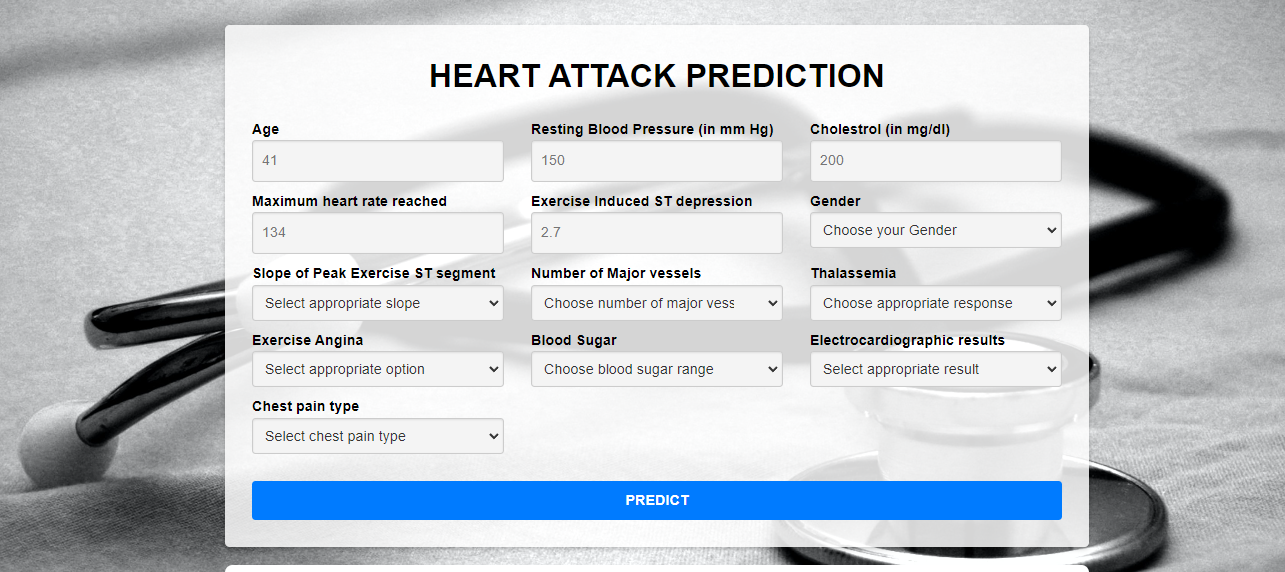 HEART ATTACK PREDICTION
Age
Resting Blood Pressure (in mm Hg)
Cholestrol (in mg/dl)
41
150
200
Maximum heart rate reached
Exercise Induced ST depression
Gender
134
2.7
Choose your Gender
Slope of Peak Exercise ST segment
Number of Major vessels
Thalassemia
Select appropriate slope
Choose number of major vess
Choose appropriate response
Exercise Angina
Blood Sugar
Electrocardiographic results
Select appropriate option
Choose blood sugar range
Select appropriate result
Chest pain type
Select chest pain type
PREDICT